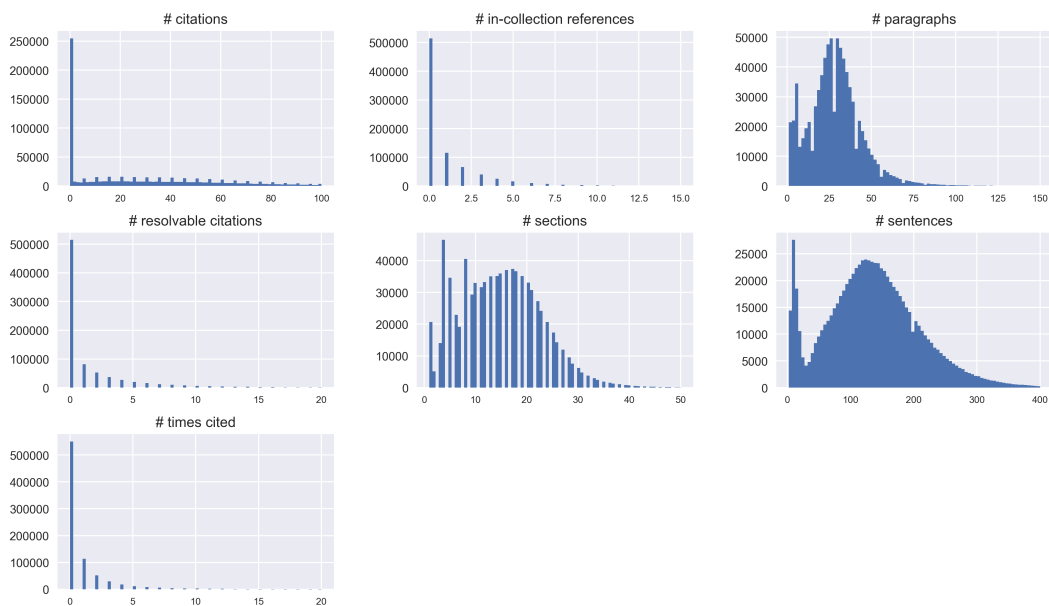 # citations
250000
200000
150000
100000
50000
0
0 20 40 60 80 100
# in-collection references
500000
400000
300000
200000
100000
0
0.0 2.5 5.0 7.5 10.0 12.5 15.0
# paragraphs
50000
40000
30000
20000
10000
0
0 25 50 75 100 125 150
# resolvable citations
500000
400000
300000
200000
100000
0
0 5 10 15 20
# sections
40000
30000
20000
10000
0
0 10 20 30 40 50
# sentences
25000
20000
15000
10000
5000
0
0 100 200 300 400
# times cited
500000
400000
300000
200000
100000
0
0 5 10 15 20